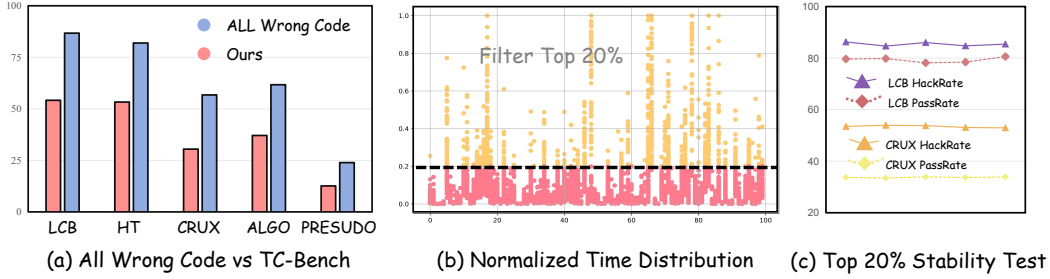 100
75
50
25
0
ALL Wrong Code
Ours
LCB
HT
CRUX
ALGO
PRESUDO
(a) All Wrong Code vs TC-Bench
1.0
0.8
0.6
0.4
0.2
0.0
Filter Top 20%
0
20
40
60
80
100
(b) Normalized Time Distribution
100
80
60
40
20
LCB HackRate
LCB PassRate
CRUX HackRate
CRUX PassRate
(c) Top 20% Stability Test